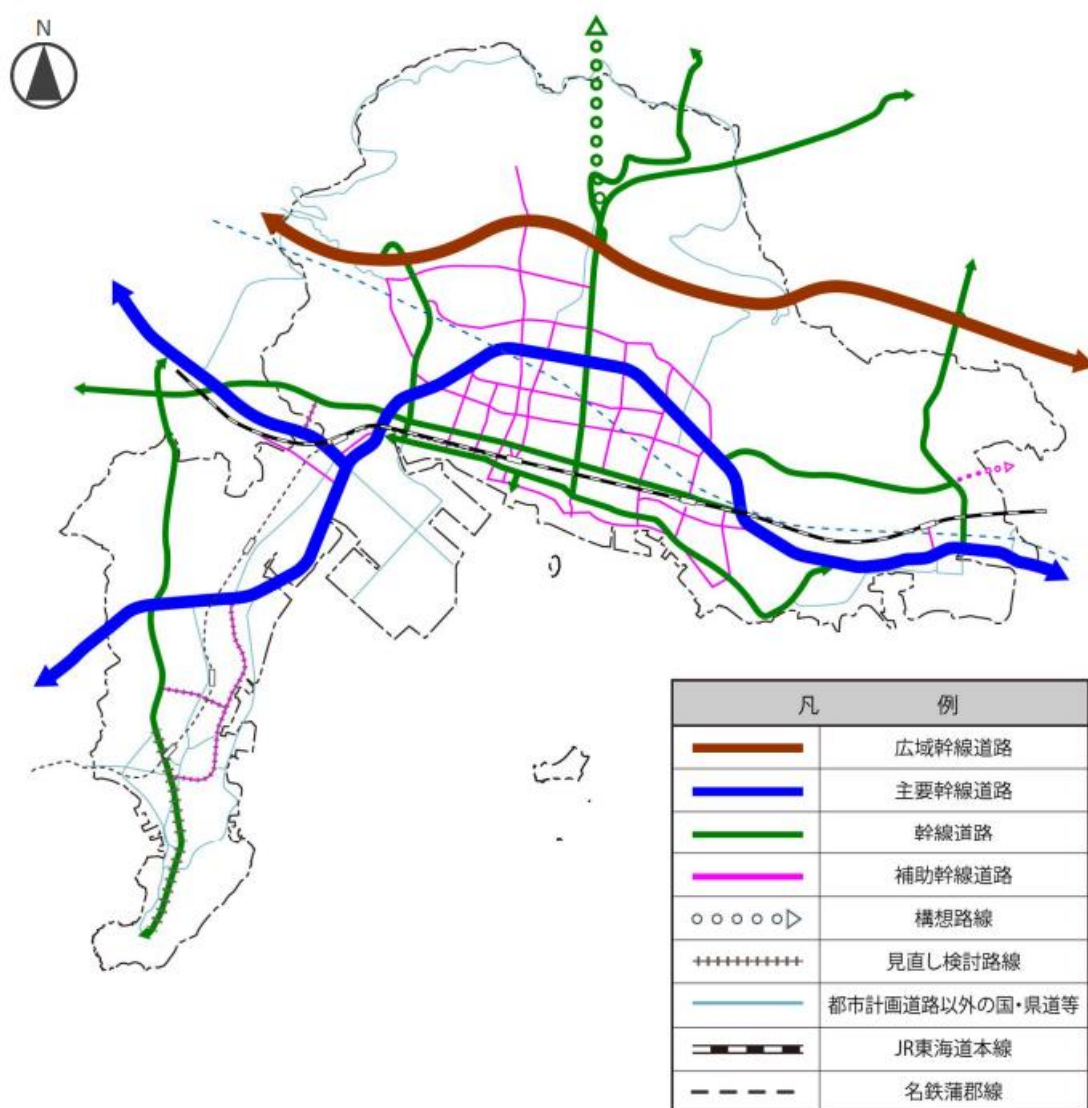 N
凡 例
広域幹線道路
主要幹線道路
幹線道路
補助幹線道路
構想路線
見直し検討路線
都市計画道路以外の国・県道等
JR東海道本線
名鉄蒲郡線